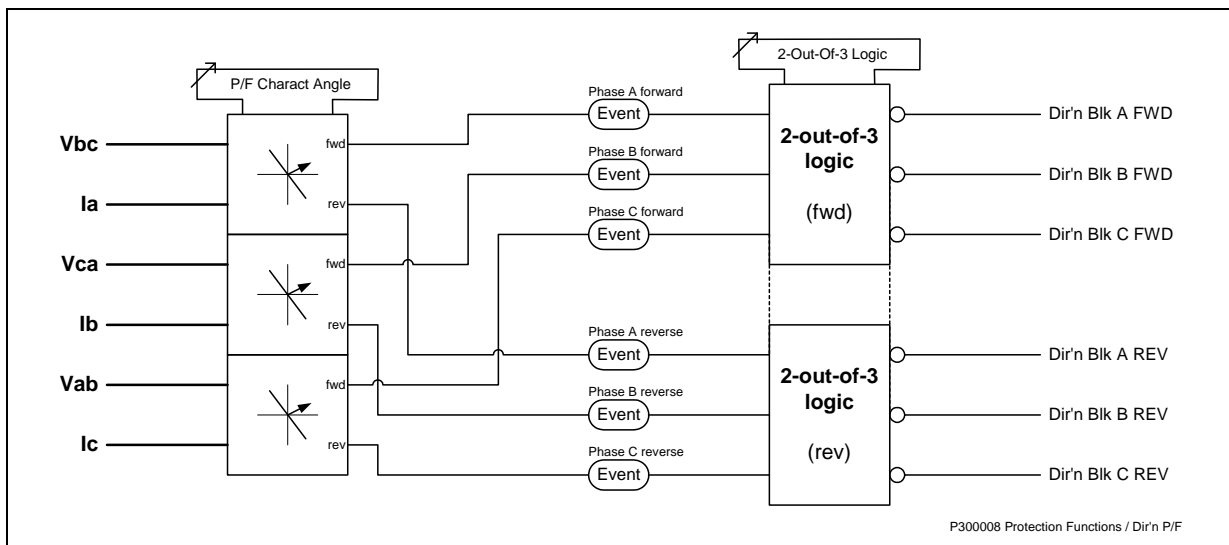 P/F Charact Angle
2-Out-Of-3 Logic
Vbc
Ia
Vca
Ib
Vab
Ic
fwd
rev
fwd
rev
fwd
rev
Phase A forward
Event
Phase B forward
Event
Phase C forward
Event
Phase A reverse
Event
Phase B reverse
Event
Phase C reverse
Event
2-out-of-3
logic
(fwd)
2-out-of-3
logic
(rev)
Dir'n Blk A FWD
Dir'n Blk B FWD
Dir'n Blk C FWD
Dir'n Blk A REV
Dir'n Blk B REV
Dir'n Blk C REV
P300008 Protection Functions / Dir'n P/F